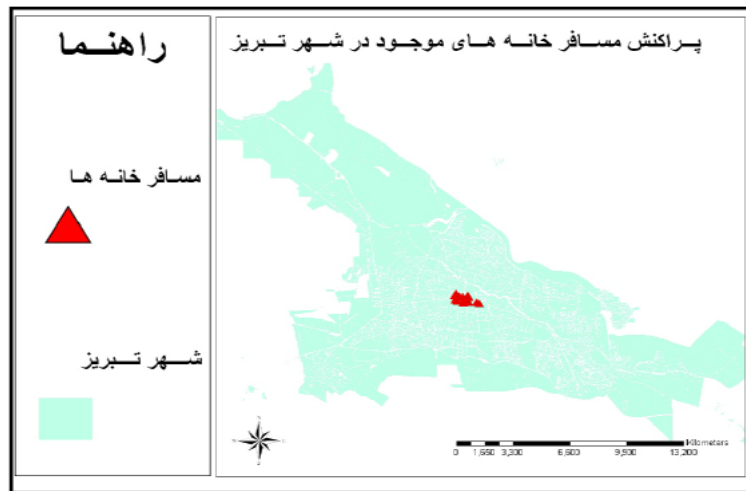 پراکنش مسافر خانه های موجود در شهر تبریز
راهنما
مسافر خانه ها
شهر تبریز
Kilometers
0 1,650 3,300 6,600 9,900 13,200